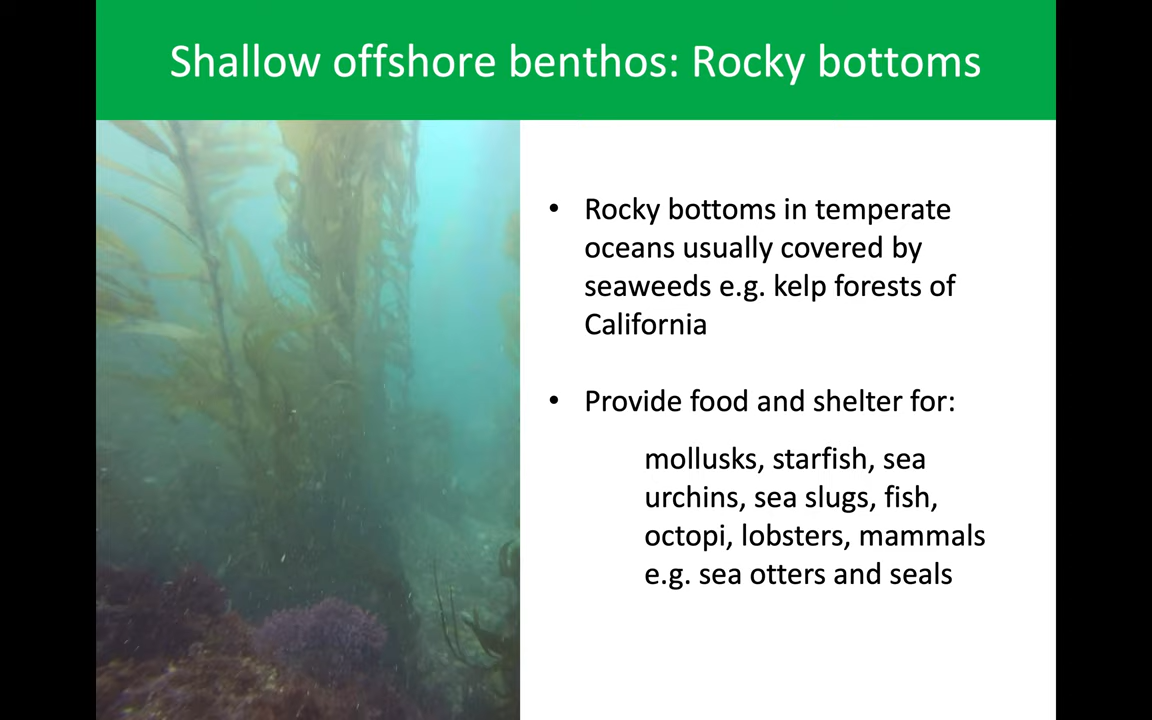 Shallow offshore benthos: Rocky bottoms
• Rocky bottoms in temperate
oceans usually covered by
seaweeds e.g. kelp forests of
California
• Provide food and shelter for:
mollusks, starfish, sea
urchins, sea slugs, fish,
octopi, lobsters, mammals
e.g. sea otters and seals